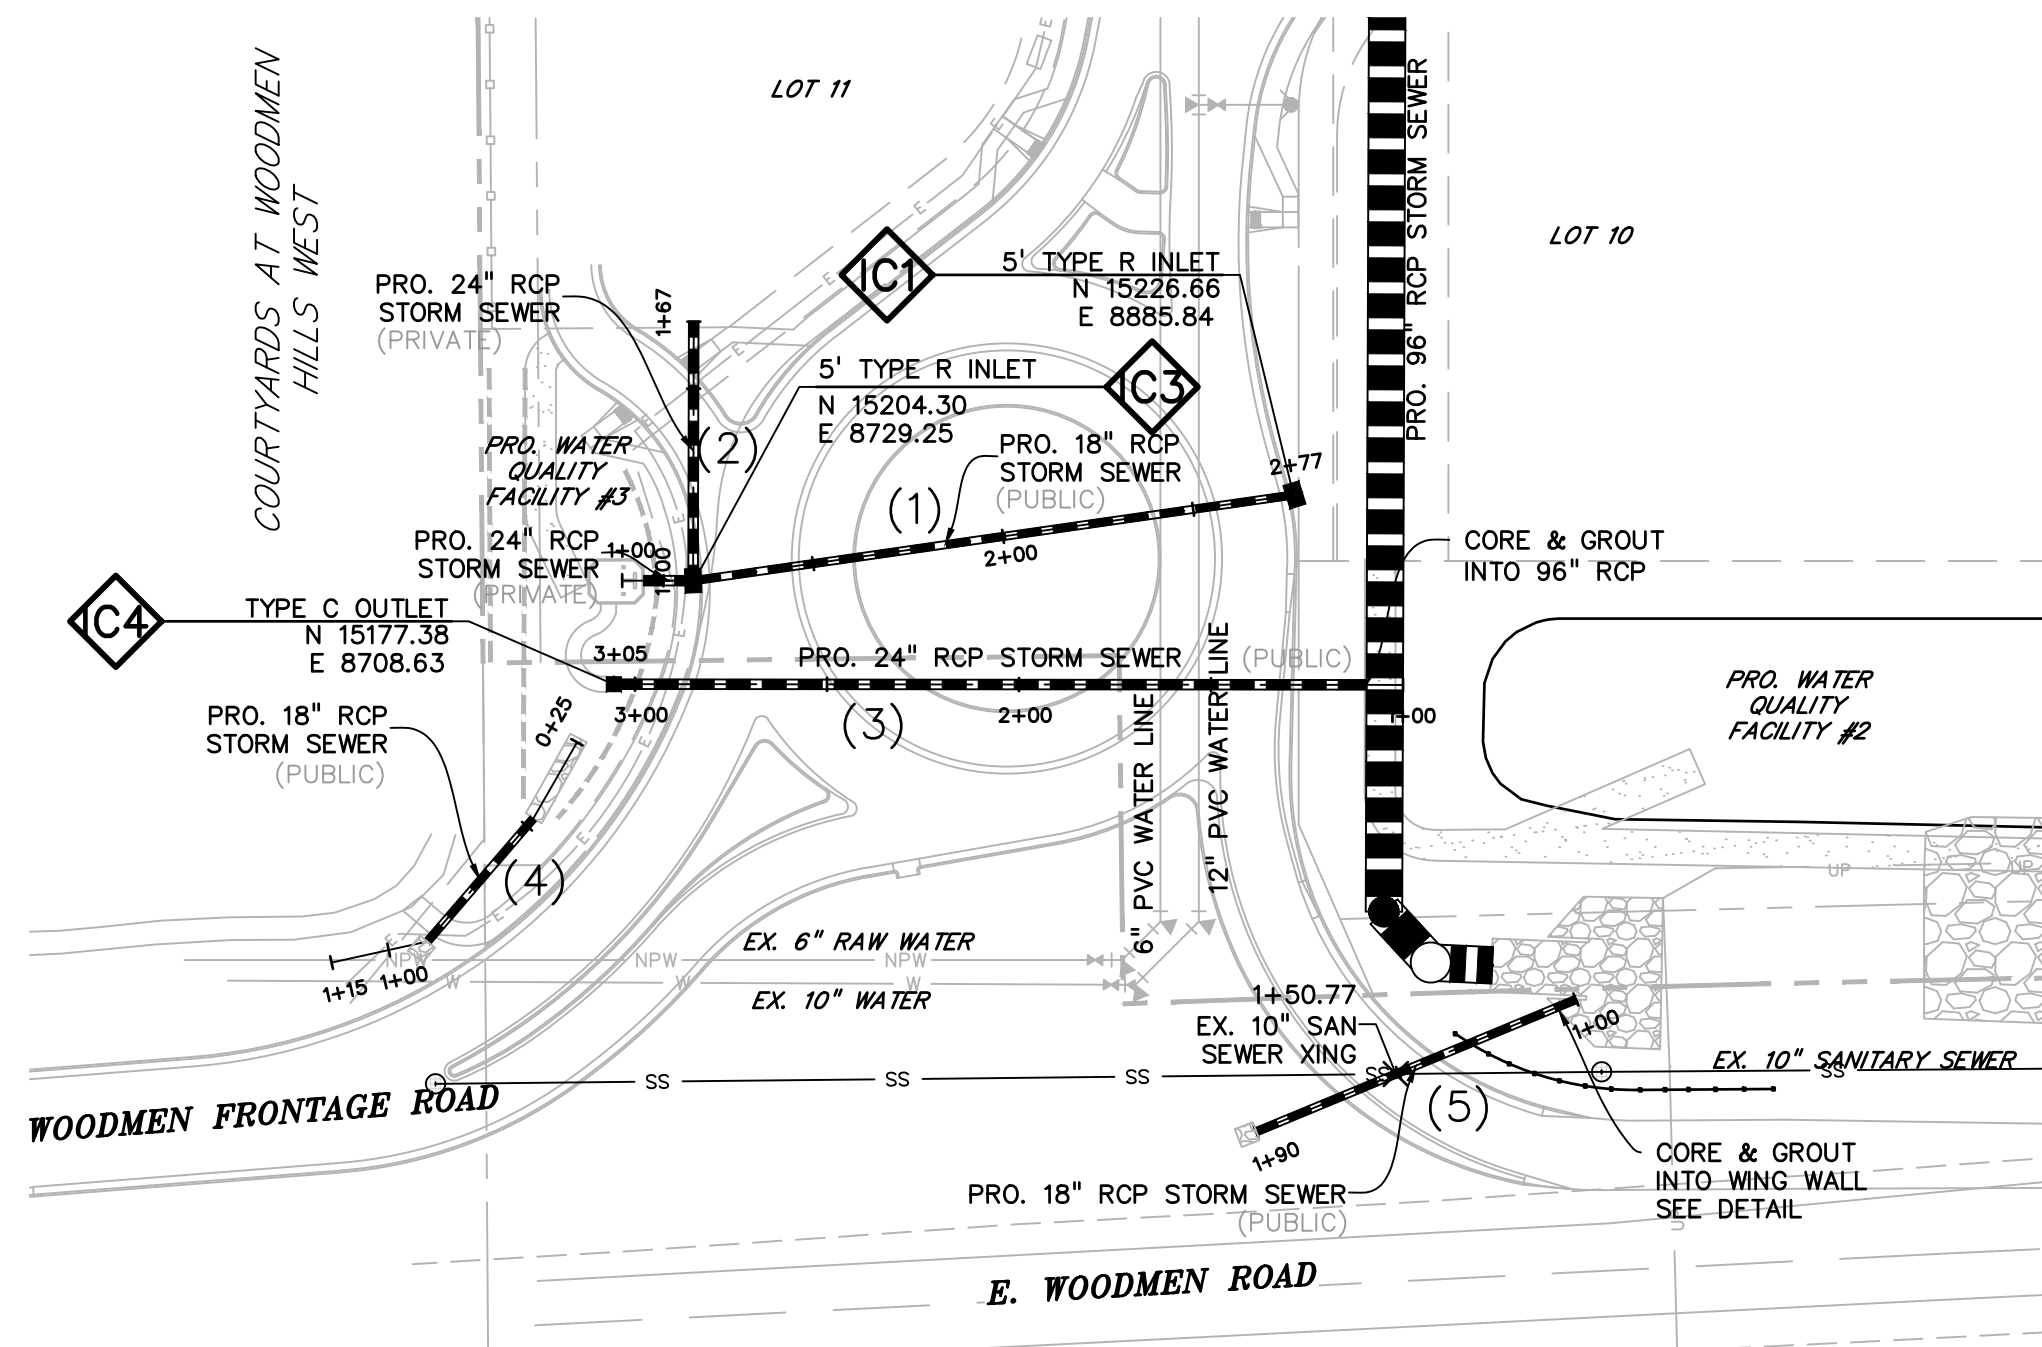 COURTYARDS AT WOODMEN
HILLS WEST
LOT 11
LOT 10
PRO. 96" RCP STORM SEWER
PRO. 24" RCP
STORM SEWER
(PRIVATE)
1+67
IC1
5' TYPE R INLET
N 15226.66
E 8885.84
IC3
5' TYPE R INLET
N 15204.30
E 8729.25
PRO. WATER
QUALITY
FACILITY #3
(2)
PRO. 18" RCP
STORM SEWER
(PUBLIC)
(1)
2+77
2+00
PRO. 24" RCP
STORM SEWER
(PRIVATE)
1+00
1+00
CORE & GROUT
INTO 96" RCP
IC4
TYPE C OUTLET
N 15177.38
E 8708.63
3+05
PRO. 24" RCP STORM SEWER
(PUBLIC)
3+00
(3)
2+00
1+00
PRO. WATER
QUALITY
FACILITY #2
PRO. 18" RCP
STORM SEWER
(PUBLIC)
0+25
(4)
1+15
1+00
6" PVC WATER LINE
12" PVC WATER LINE
EX. 6" RAW WATER
NPW
NPW
NPW
W
W
W
EX. 10" WATER
E
E
E
E
E
E
E
E
E
UP
UP
1+50.77
EX. 10" SAN
SEWER XING
1+00
EX. 10" SANITARY SEWER
SS
SS
SS
SS
SS
WOODMEN FRONTAGE ROAD
(5)
1+90
PRO. 18" RCP STORM SEWER
(PUBLIC)
CORE & GROUT
INTO WING WALL
SEE DETAIL
E. WOODMEN ROAD